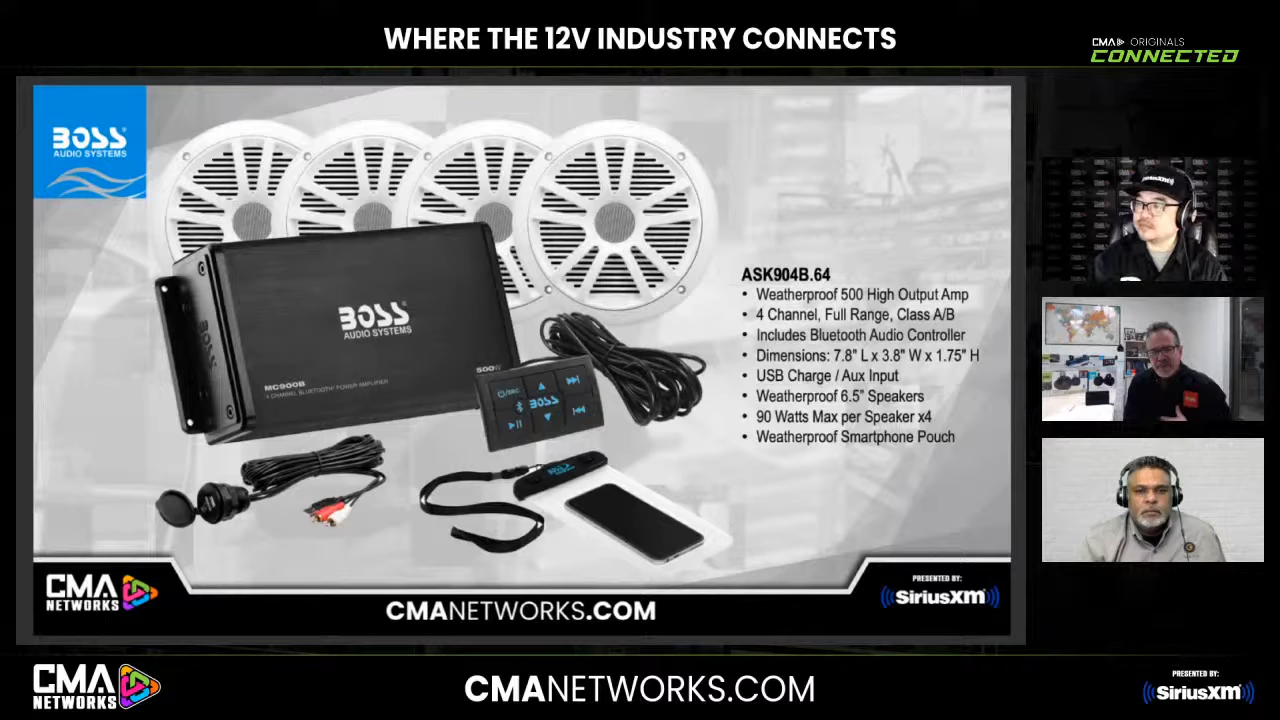 WHERE THE 12V INDUSTRY CONNECTS
CMA ORIGINALS
CONNECTED
BOSS
AUDIO SYSTEMS
BOSS
AUDIO SYSTEMS
BOSS
MC900B
4 CHANNEL BLUETOOTH® POWER AMPLIFIER
500W
BOSS
ASK904B.64
• Weatherproof 500 High Output Amp
• 4 Channel, Full Range, Class A/B
• Includes Bluetooth Audio Controller
• Dimensions: 7.8" L x 3.8" W x 1.75" H
• USB Charge / Aux Input
• Weatherproof 6.5" Speakers
• 90 Watts Max per Speaker x4
• Weatherproof Smartphone Pouch
BOSS
CMA
NETWORKS
CMANETWORKS.COM
PRESENTED BY:
SiriusXM
CMA
NETWORKS
CMANETWORKS.COM
PRESENTED BY:
SiriusXM